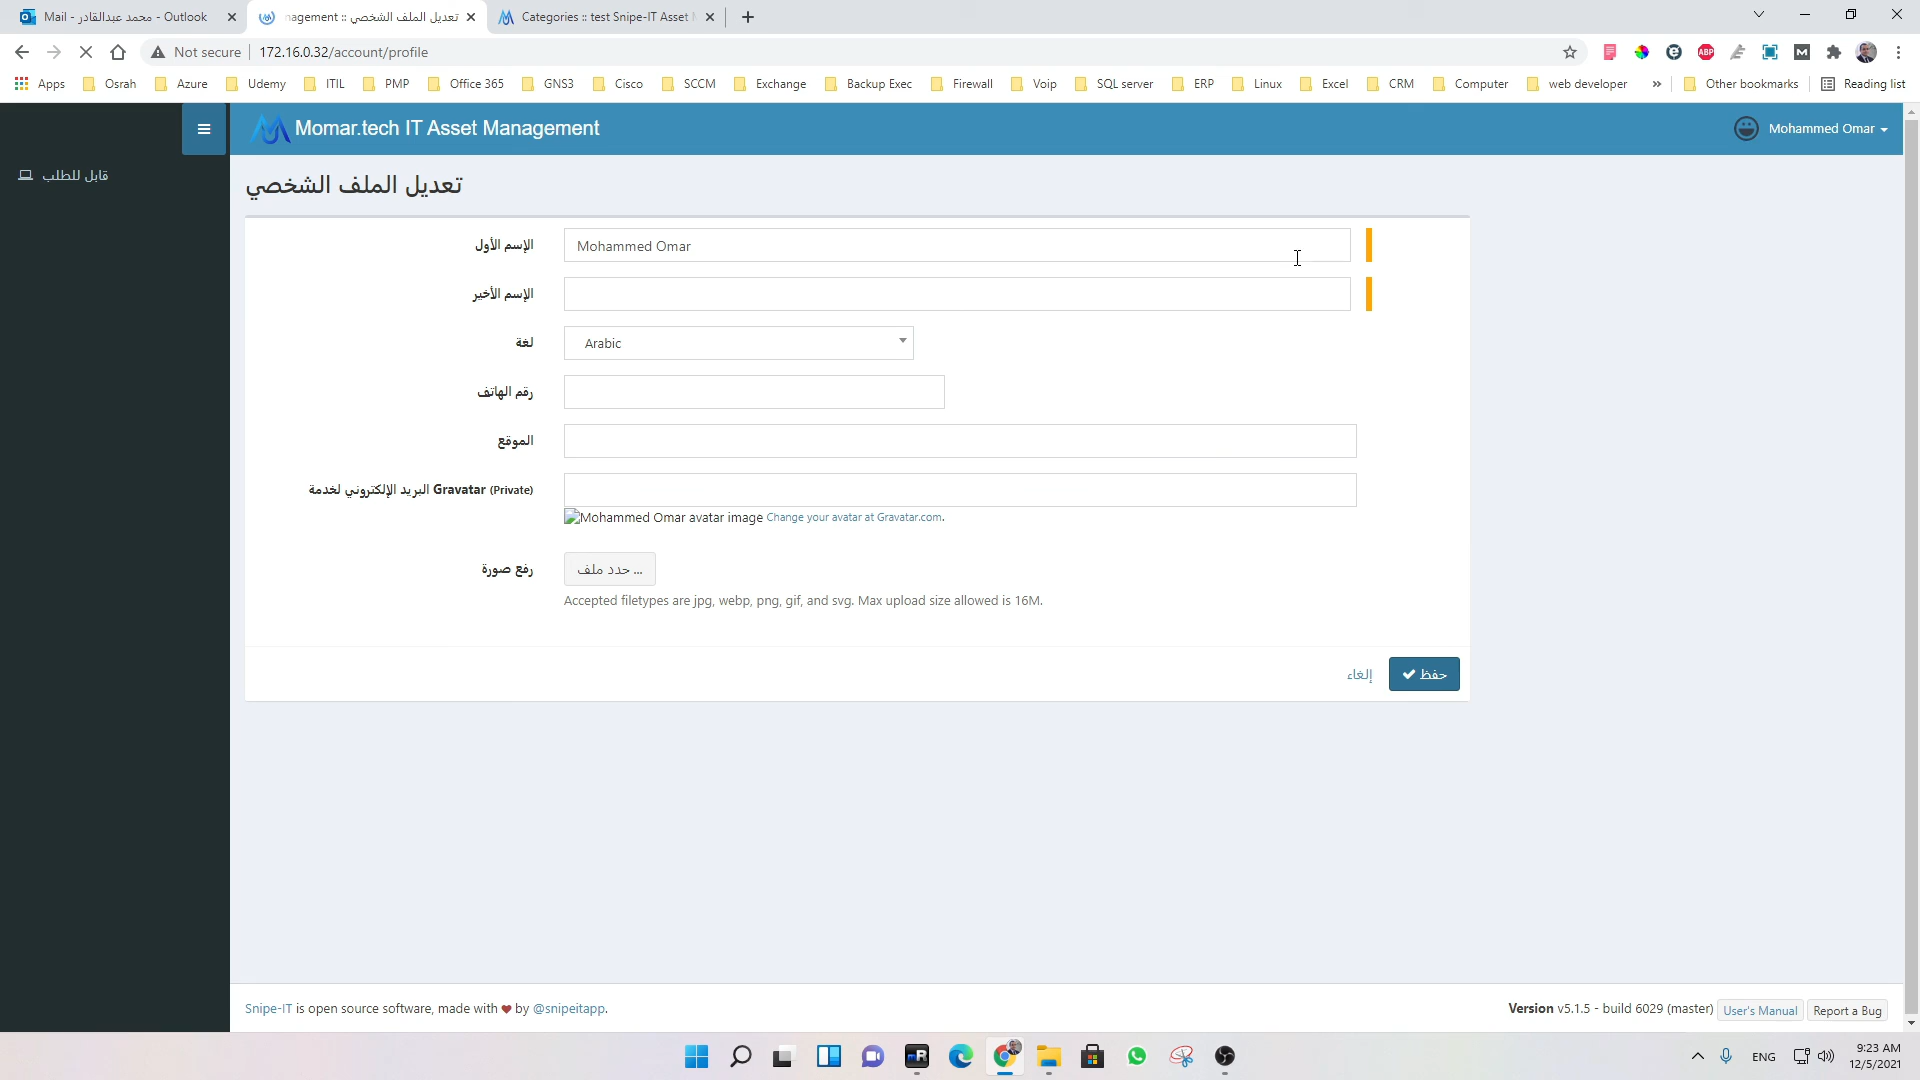 Mail - محمد عبدالقادر - Outlook
تعديل الملف الشخصي :: nagement
Categories :: test Snipe-IT Asset
Not secure
172.16.0.32/account/profile
Apps
Osrah
Azure
Udemy
ITIL
PMP
Office 365
GNS3
Cisco
SCCM
Exchange
Backup Exec
Firewall
Voip
SQL server
ERP
Linux
Excel
CRM
Computer
web developer
»
Other bookmarks
Reading list
Momar.tech IT Asset Management
Mohammed Omar
قابل للطلب
تعديل الملف الشخصي
الإسم الأول
Mohammed Omar
الإسم الأخير
لغة
Arabic
رقم الهاتف
الموقع
البريد الإلكتروني لخدمة Gravatar (Private)
Mohammed Omar avatar image Change your avatar at Gravatar.com.
رفع صورة
حدد ملف ...
Accepted filetypes are jpg, webp, png, gif, and svg. Max upload size allowed is 16M.
إلغاء
حفظ
Snipe-IT is open source software, made with ♥ by @snipeitapp.
Version v5.1.5 - build 6029 (master)
User's Manual
Report a Bug
ENG
9:23 AM
12/5/2021